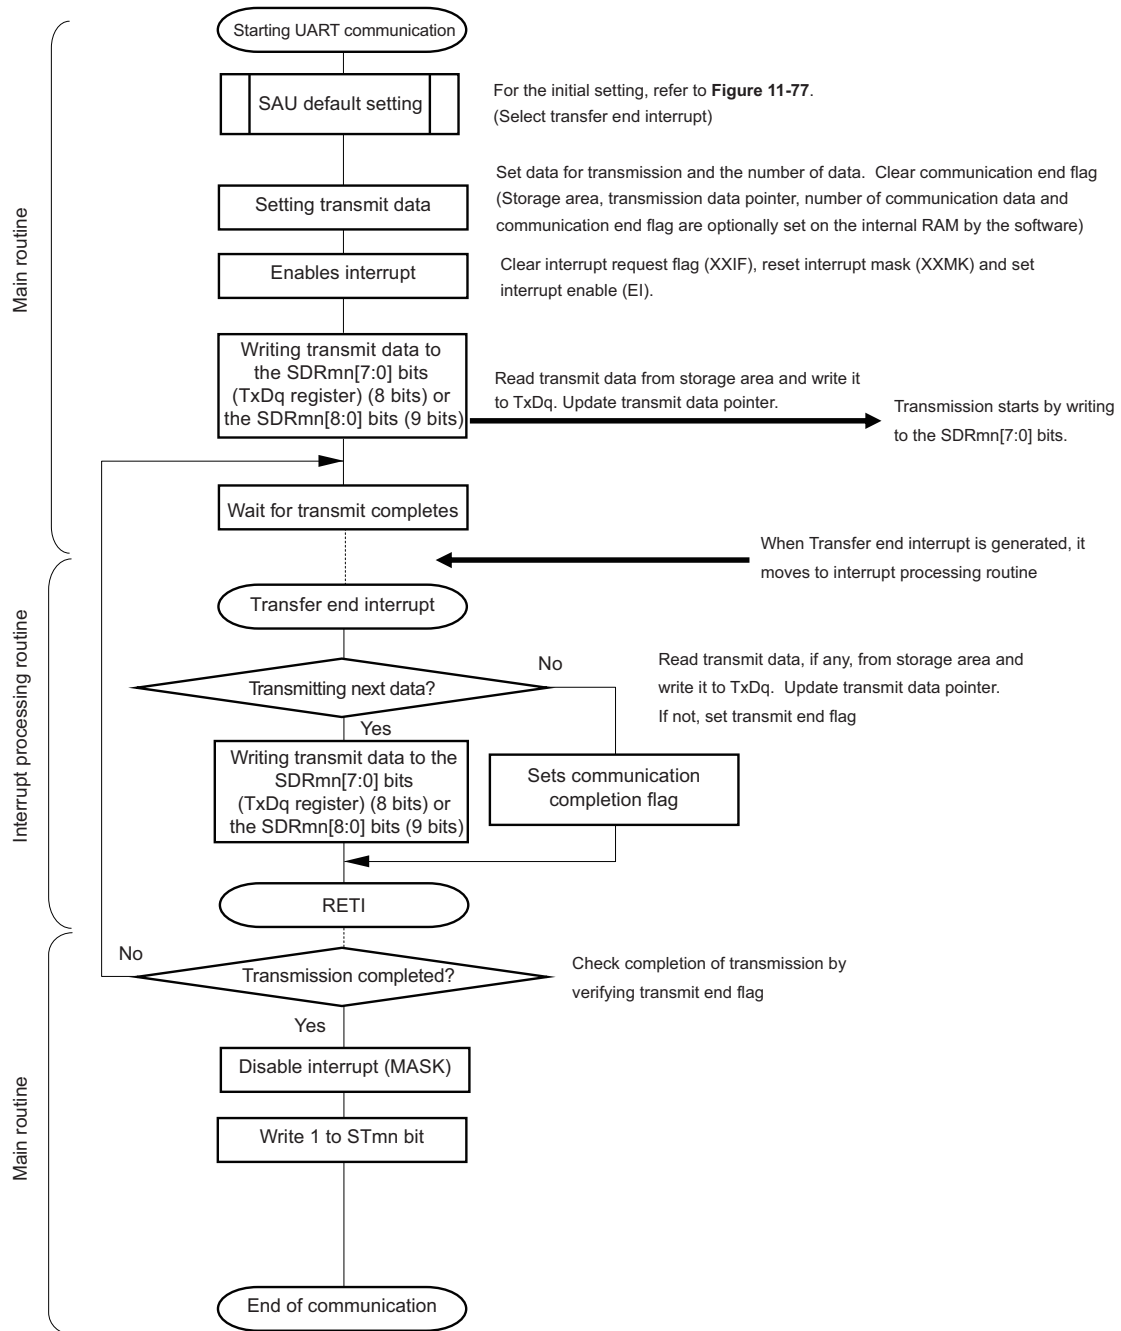 Starting UART communication
SAU default setting
For the initial setting, refer to Figure 11-77.
(Select transfer end interrupt)
Main routine
Setting transmit data
Set data for transmission and the number of data.  Clear communication end flag
(Storage area, transmission data pointer, number of communication data and
communication end flag are optionally set on the internal RAM by the software)
Enables interrupt
Clear interrupt request flag (XXIF), reset interrupt mask (XXMK) and set
interrupt enable (EI).
Writing transmit data to
the SDRmn[7:0] bits
(TxDq register) (8 bits) or
the SDRmn[8:0] bits (9 bits)
Read transmit data from storage area and write it
to TxDq. Update transmit data pointer.
Transmission starts by writing
to the SDRmn[7:0] bits.
Wait for transmit completes
When Transfer end interrupt is generated, it
moves to interrupt processing routine
Interrupt processing routine
Transfer end interrupt
Transmitting next data?
No
Yes
Read transmit data, if any, from storage area and
write it to TxDq.  Update transmit data pointer.
If not, set transmit end flag
Writing transmit data to the
SDRmn[7:0] bits
(TxDq register) (8 bits) or
the SDRmn[8:0] bits (9 bits)
Sets communication
completion flag
RETI
Main routine
No
Transmission completed?
Check completion of transmission by
verifying transmit end flag
Yes
Disable interrupt (MASK)
Write 1 to STmn bit
End of communication